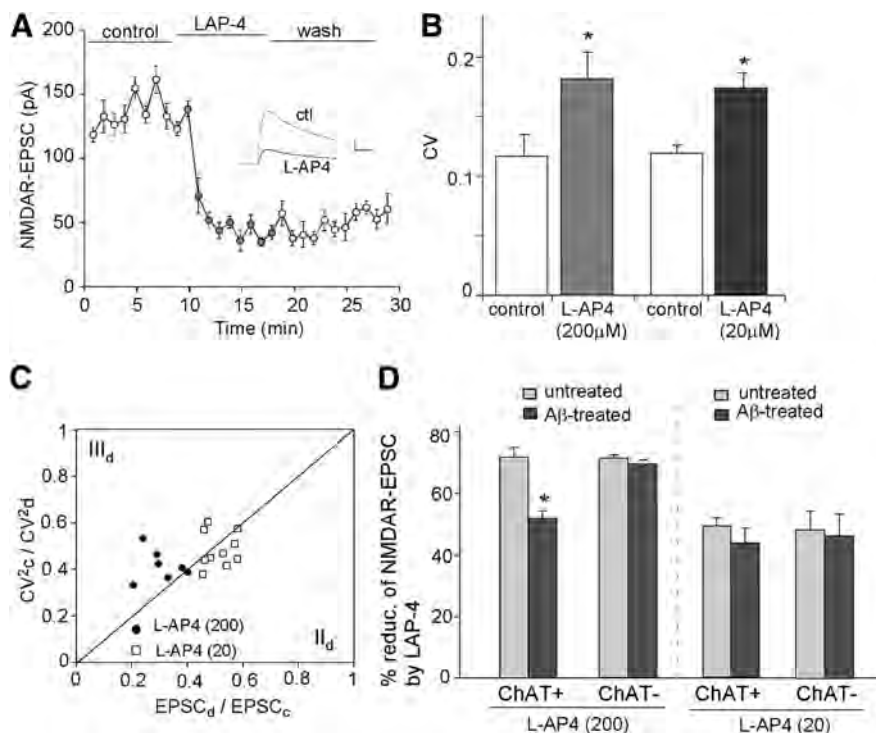 A
control LAP-4 wash
NMDAR-EPSC (pA)
200
150
100
50
0
ctl
L-AP4
0 5 10 15 20 25 30
Time (min)
B
CV
0.2
0.1
0
*
*
control L-AP4 (200μM) control L-AP4 (20μM)
C
CV²c / CV²d
1
0.8
0.6
0.4
0.2
0
IIId
IId
L-AP4 (200)
L-AP4 (20)
0 0.2 0.4 0.6 0.8 1
EPSCd / EPSCc
D
untreated
Aβ-treated
untreated
Aβ-treated
% reduc. of NMDAR-EPSC
by LAP-4
80
60
40
20
0
*
ChAT+ ChAT- ChAT+ ChAT-
L-AP4 (200) L-AP4 (20)